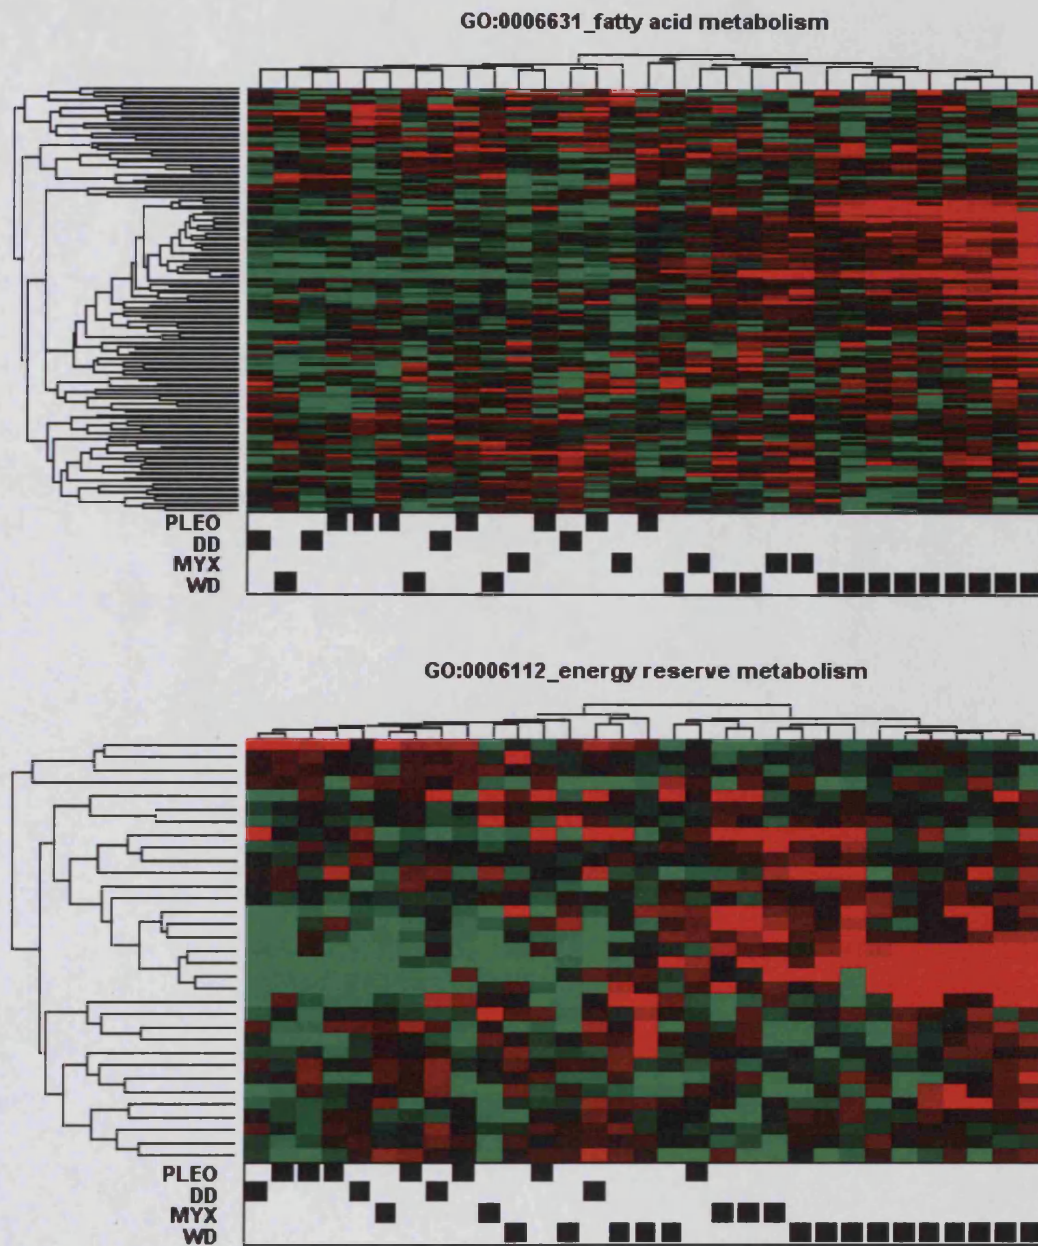 GO:0006631_fatty acid metabolism
PLEO
DD
MYX
WD
GO:0006112_energy reserve metabolism
PLEO
DD
MYX
WD